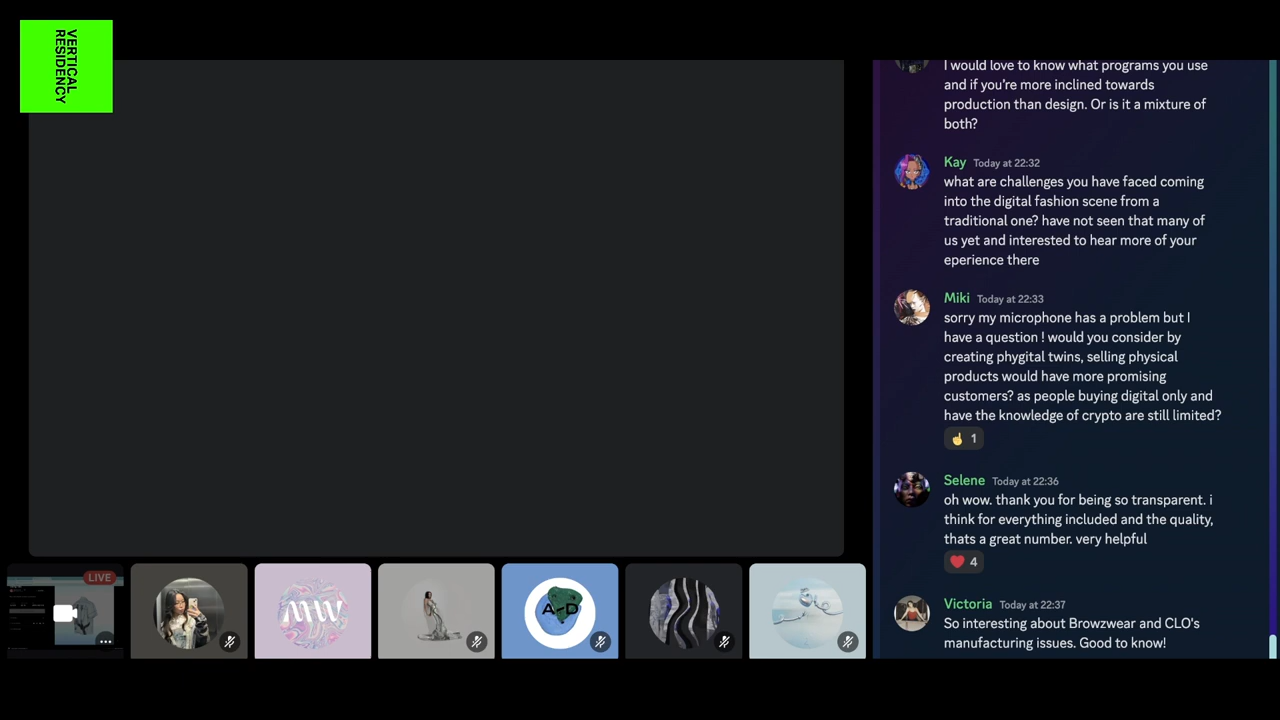 VERTICAL
RESIDENCY
I would love to know what programs you use
and if you're more inclined towards
production than design. Or is it a mixture of
both?
Kay Today at 22:32
what are challenges you have faced coming
into the digital fashion scene from a
traditional one? have not seen that many of
us yet and interested to hear more of your
eperience there
Miki Today at 22:33
sorry my microphone has a problem but I
have a question ! would you consider by
creating phygital twins, selling physical
products would have more promising
customers? as people buying digital only and
have the knowledge of crypto are still limited?
1
Selene Today at 22:36
oh wow. thank you for being so transparent. i
think for everything included and the quality,
thats a great number. very helpful
4
Victoria Today at 22:37
So interesting about Browzwear and CLO's
manufacturing issues. Good to know!
LIVE
MW
A-D